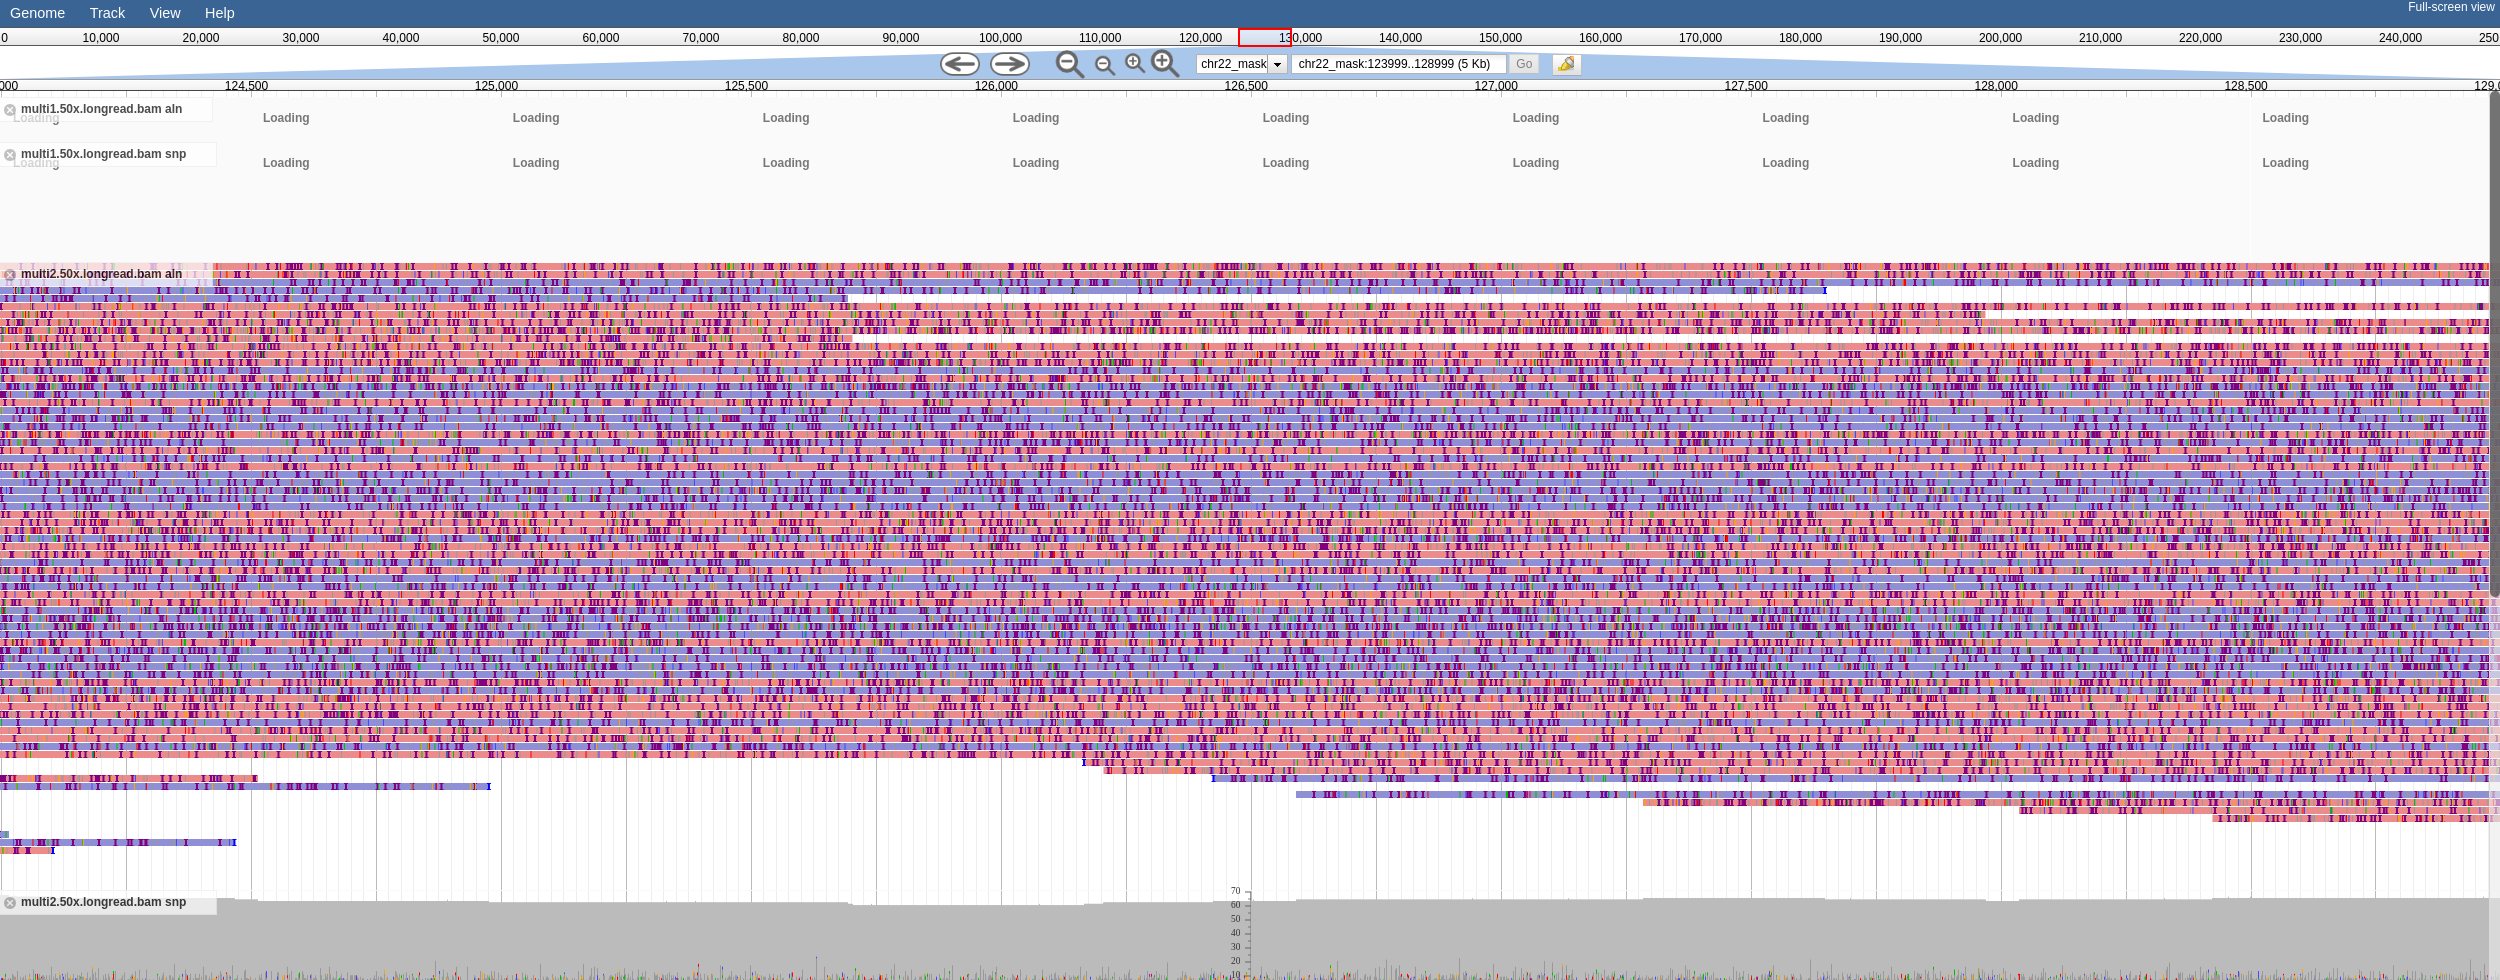 Genome Track View Help Full-screen view
0 10,000 20,000 30,000 40,000 50,000 60,000 70,000 80,000 90,000 100,000 110,000 120,000 130,000 140,000 150,000 160,000 170,000 180,000 190,000 200,000 210,000 220,000 230,000 240,000 250
chr22_mask chr22_mask:123999..128999 (5 Kb) Go
000 124,500 125,000 125,500 126,000 126,500 127,000 127,500 128,000 128,500 129,0
multi1.50x.longread.bam aln
Loading Loading Loading Loading Loading Loading Loading Loading Loading Loading
multi1.50x.longread.bam snp
Loading Loading Loading Loading Loading Loading Loading Loading Loading Loading
multi2.50x.longread.bam aln
70
multi2.50x.longread.bam snp
60
50
40
30
20
10